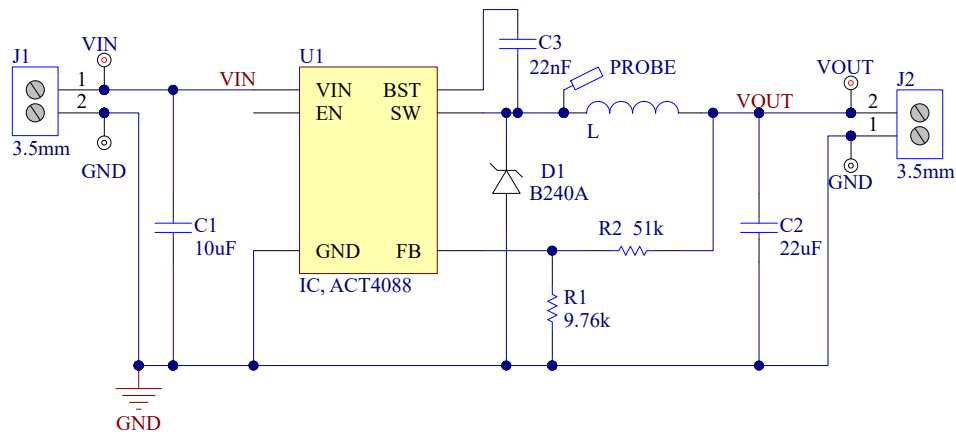 J1
VIN
1
2
3.5mm
GND
VIN
C1
10uF
GND
U1
VIN
BST
EN
SW
GND
FB
IC, ACT4088
C3
22nF
PROBE
L
D1
B240A
R2 51k
R1
9.76k
VOUT
VOUT
C2
22uF
J2
2
1
GND
3.5mm